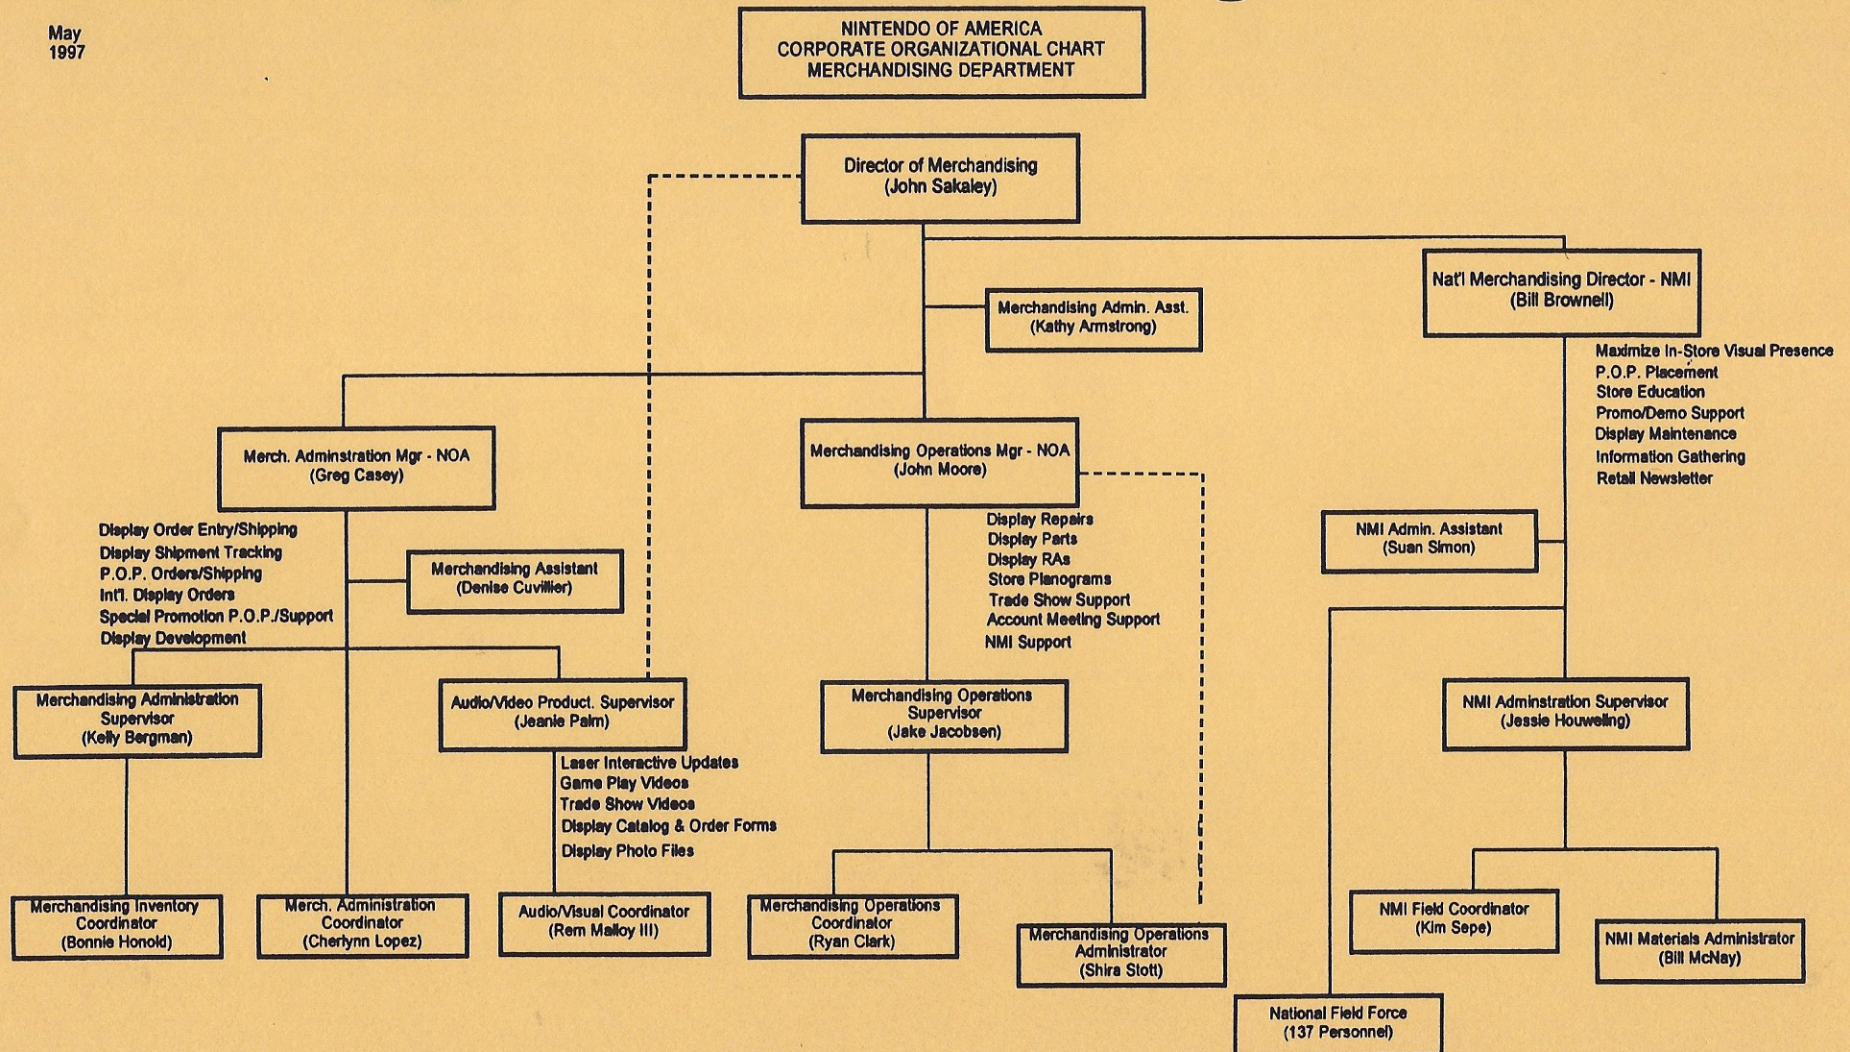 May
1997
NINTENDO OF AMERICA
CORPORATE ORGANIZATIONAL CHART
MERCHANDISING DEPARTMENT
Director of Merchandising
(John Sakaley)
Nat'l Merchandising Director - NMI
(Bill Brownell)
Merchandising Admin. Asst.
(Kathy Armstrong)
Maximize In-Store Visual Presence
P.O.P. Placement
Store Education
Promo/Demo Support
Display Maintenance
Information Gathering
Retail Newsletter
Merch. Adminstration Mgr - NOA
(Greg Casey)
Merchandising Operations Mgr - NOA
(John Moore)
Display Order Entry/Shipping
Display Shipment Tracking
P.O.P. Orders/Shipping
Int'l. Display Orders
Special Promotion P.O.P./Support
Display Development
Merchandising Assistant
(Denise Cuvillier)
Display Repairs
Display Parts
Display RAs
Store Planograms
Trade Show Support
Account Meeting Support
NMI Support
NMI Admin. Assistant
(Suan Simon)
Merchandising Administration
Supervisor
(Kelly Bergman)
Audio/Video Product. Supervisor
(Jeanie Palm)
Merchandising Operations
Supervisor
(Jake Jacobsen)
NMI Adminstration Supervisor
(Jessie Houweling)
Laser Interactive Updates
Game Play Videos
Trade Show Videos
Display Catalog & Order Forms
Display Photo Files
Merchandising Inventory
Coordinator
(Bonnie Honold)
Merch. Administration
Coordinator
(Cherlynn Lopez)
Audio/Visual Coordinator
(Rem Malloy III)
Merchandising Operations
Coordinator
(Ryan Clark)
Merchandising Operations
Administrator
(Shira Stott)
NMI Field Coordinator
(Kim Sepe)
NMI Materials Administrator
(Bill McNay)
National Field Force
(137 Personnel)